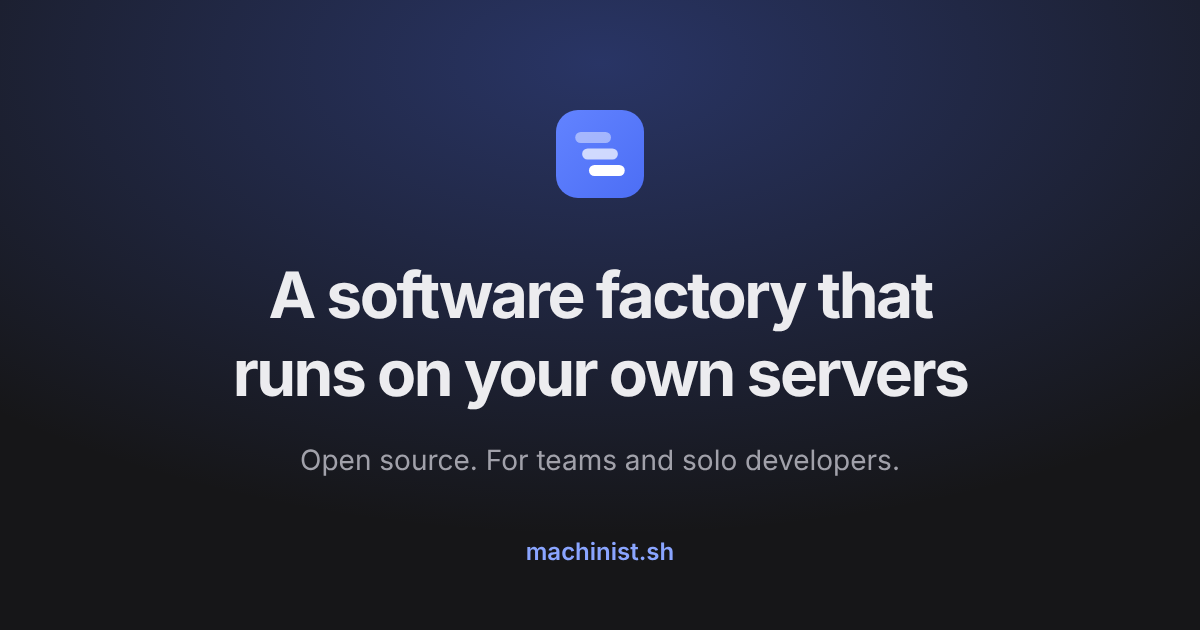 A software factory that
runs on your own servers
Open source. For teams and solo developers.
machinist.sh